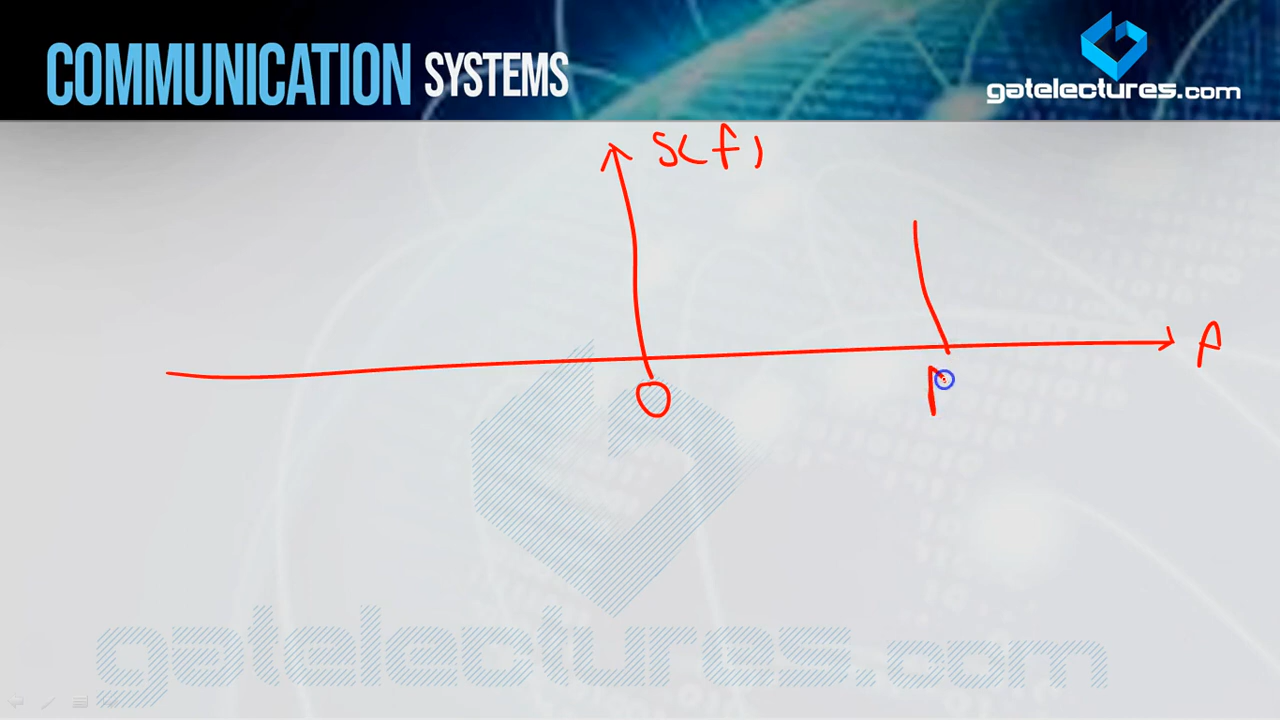 COMMUNICATION SYSTEMS
gatelectures.com
S(f)
f
0
gatelectures.com